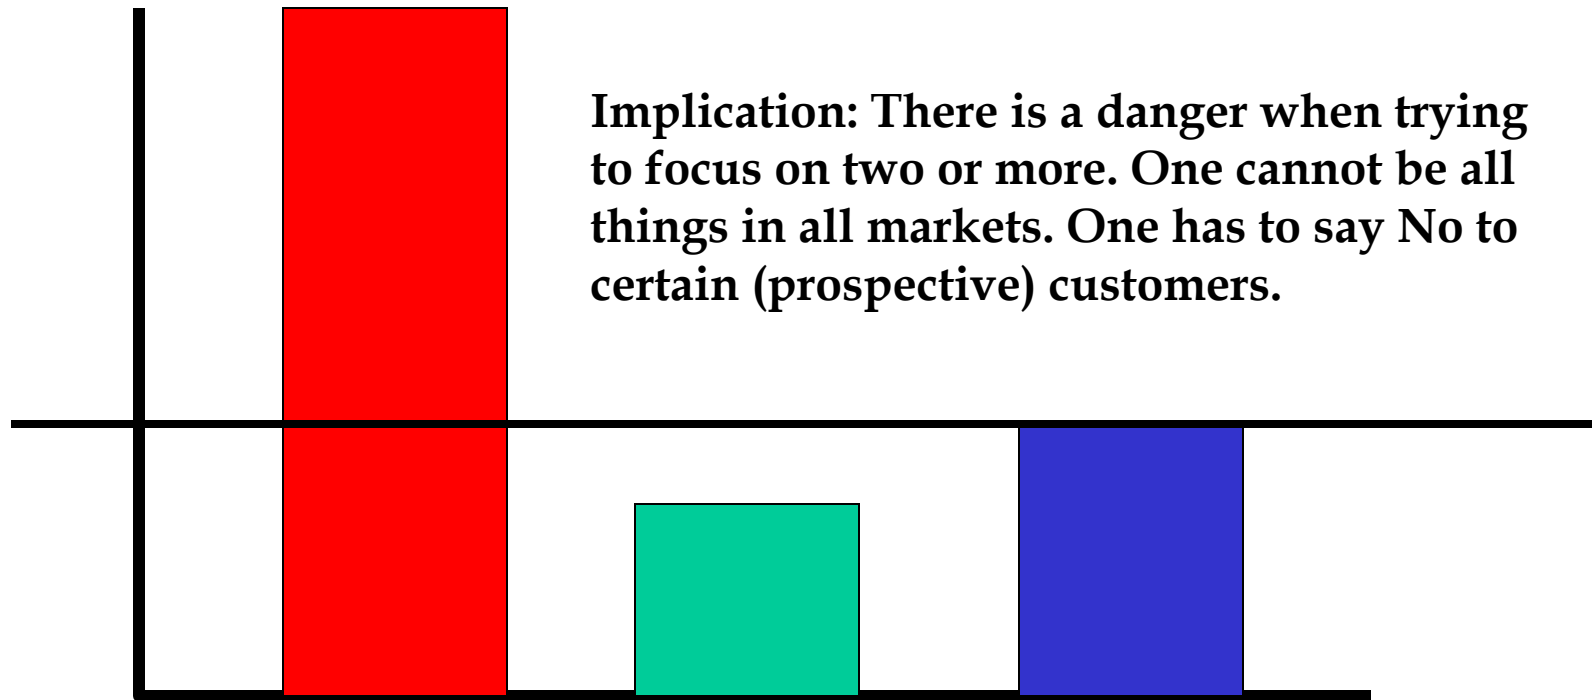 Implication: There is a danger when trying
to focus on two or more. One cannot be all
things in all markets. One has to say No to
certain (prospective) customers.